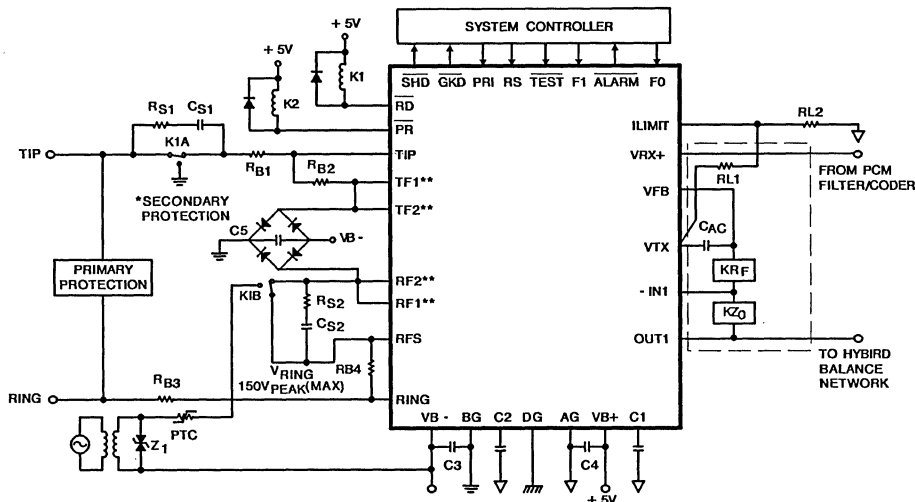 SYSTEM CONTROLLER
+ 5V
+ 5V
K1
K2
SHD GKD PRI RS TEST F1 ALARM F0
RD
PR
TIP
TF1**
TF2**
RF2**
RF1**
RFS
RING
VB - BG C2 DG AG VB+ C1
ILIMIT
VRX+
VFB
VTX
- IN1
OUT1
RS1 CS1
K1A
TIP
RB1
RB2
*SECONDARY
PROTECTION
C5
VB -
PRIMARY
PROTECTION
KIB
RS2
CS2
VRING
150VPEAK(MAX)
RB4
RING
RB3
PTC
Z1
C3
C4
+ 5V
RL2
RL1
FROM PCM
FILTER/CODER
CAC
KRF
KZ0
TO HYBIRD
BALANCE
NETWORK